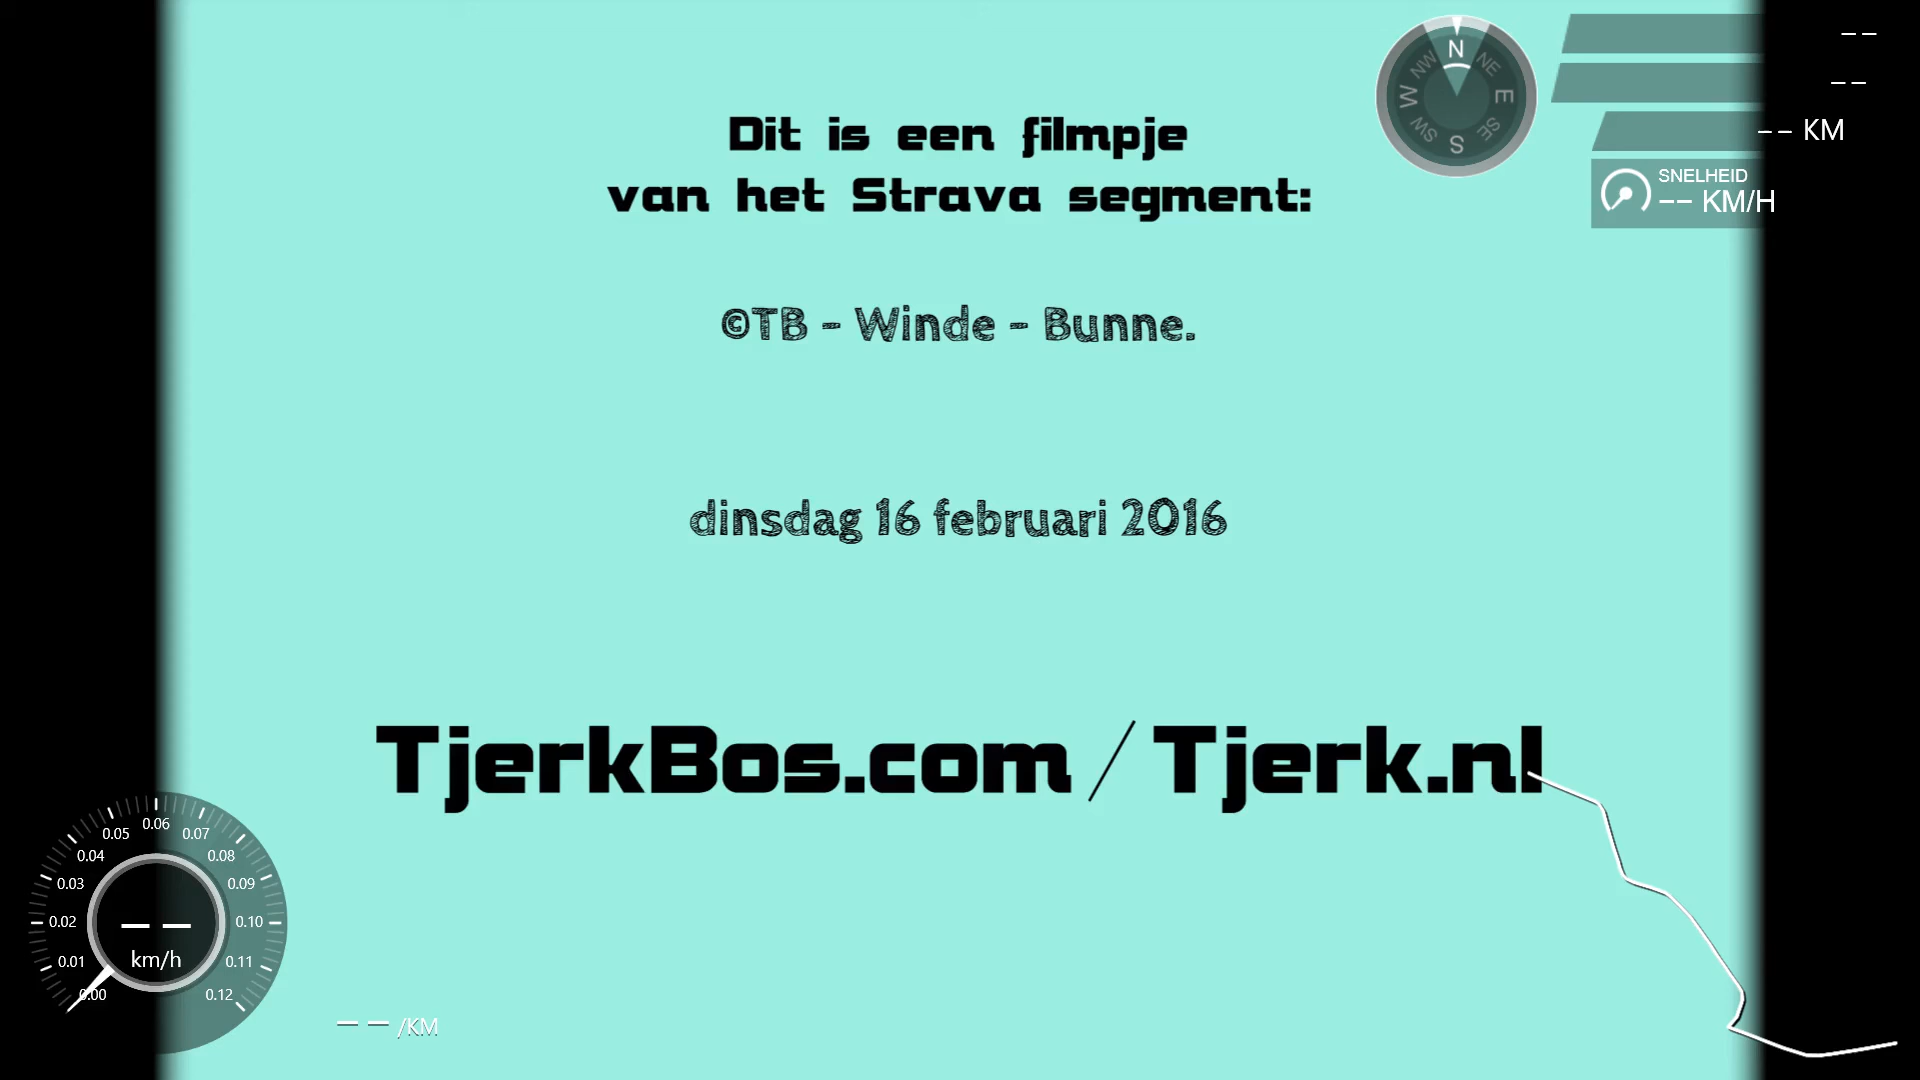 Dit is een filmpje
van het Strava segment:
©TB - Winde - Bunne.
dinsdag 16 februari 2016
TjerkBos.com / Tjerk.nl
N
NE
E
SE
S
SW
W
NW
--
--
-- KM
SNELHEID
-- KM/H
0.00
0.01
0.02
0.03
0.04
0.05
0.06
0.07
0.08
0.09
0.10
0.11
0.12
--
km/h
-- /KM